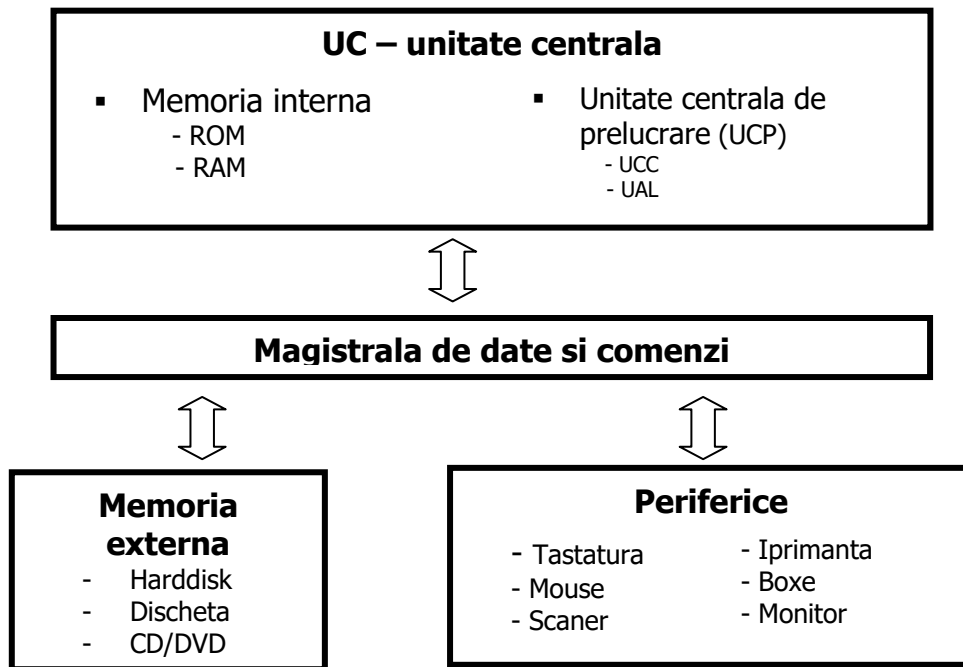 UC – unitate centrala
▪ Memoria interna
- ROM
- RAM
▪ Unitate centrala de
prelucrare (UCP)
- UCC
- UAL
Magistrala de date si comenzi
Memoria
externa
- Harddisk
- Discheta
- CD/DVD
Periferice
- Tastatura
- Mouse
- Scaner
- Iprimanta
- Boxe
- Monitor